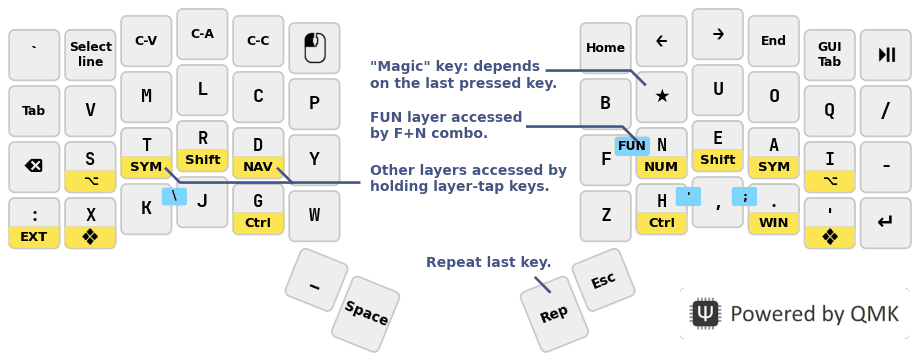 ` Select line C-V C-A C-C Home ← → End GUI Tab ⏯
"Magic" key: depends
on the last pressed key.
Tab V M L C P B ★ U O Q /
FUN layer accessed
by F+N combo.
⌫ S ⌥ T SYM R Shift D NAV Y F FUN N NUM E Shift A SYM I ⌥ -
Other layers accessed by
holding layer-tap keys.
: EXT X ❖ K \ J G Ctrl W Z H Ctrl ' , ; . WIN ' ❖ ↵
Repeat last key.
_ Space Rep Esc
Powered by QMK